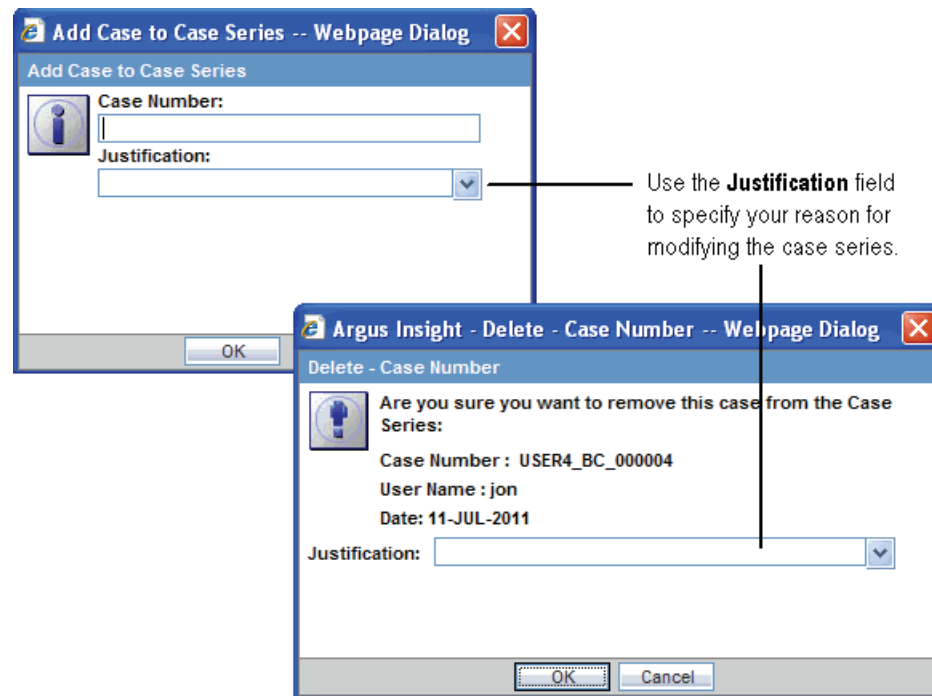 Add Case to Case Series -- Webpage Dialog
Add Case to Case Series
Case Number:
Justification:
OK
Use the Justification field
to specify your reason for
modifying the case series.
Argus Insight - Delete - Case Number -- Webpage Dialog
Delete - Case Number
Are you sure you want to remove this case from the Case
Series:
Case Number : USER4_BC_000004
User Name : jon
Date: 11-JUL-2011
Justification:
OK
Cancel